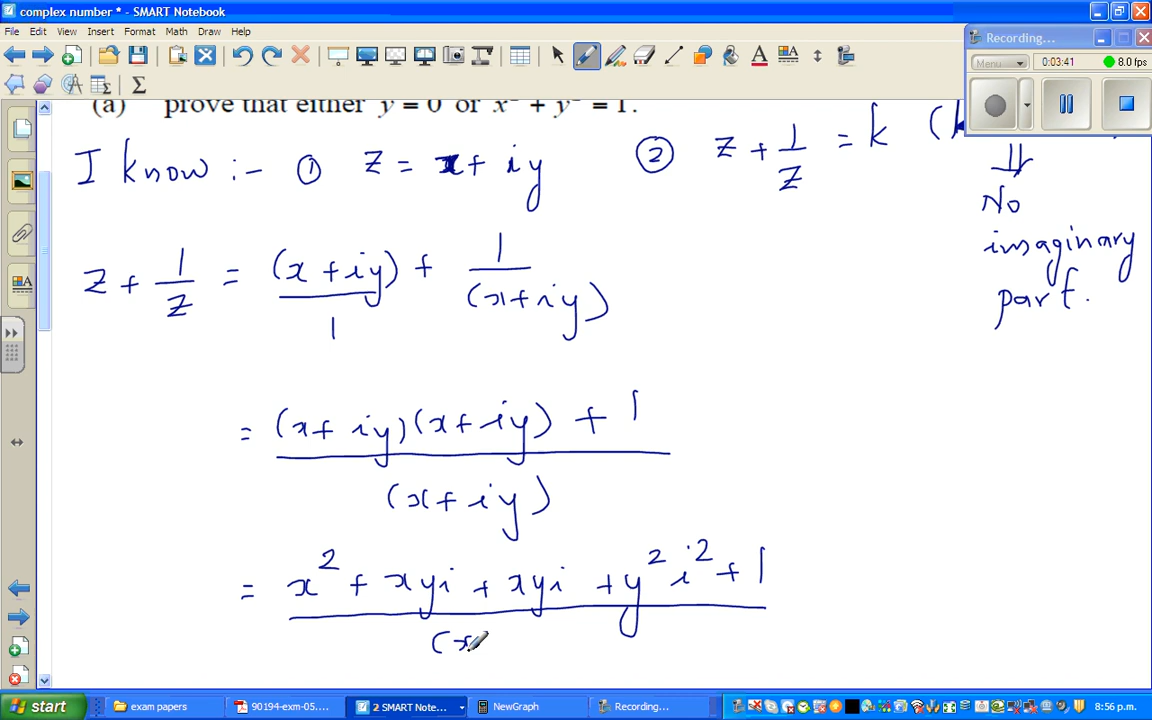 complex number * - SMART Notebook
File Edit View Insert Format Math Draw Help
Recording...
Menu
0:03:41
8.0 fps
(a) prove that either y = 0 or x² + y² = 1.
I know :- ① z = x + iy ② z + 1/z = k (k
No
imaginary
part.
z + 1/z = (x + iy)/1 + 1/(x+iy)
= (x+iy)(x+iy) + 1
(x+iy)
= x² + xyi + xyi + y²i² + 1
(x
start
exam papers
90194-exm-05....
2 SMART Note...
NewGraph
Recording...
8:56 p.m.